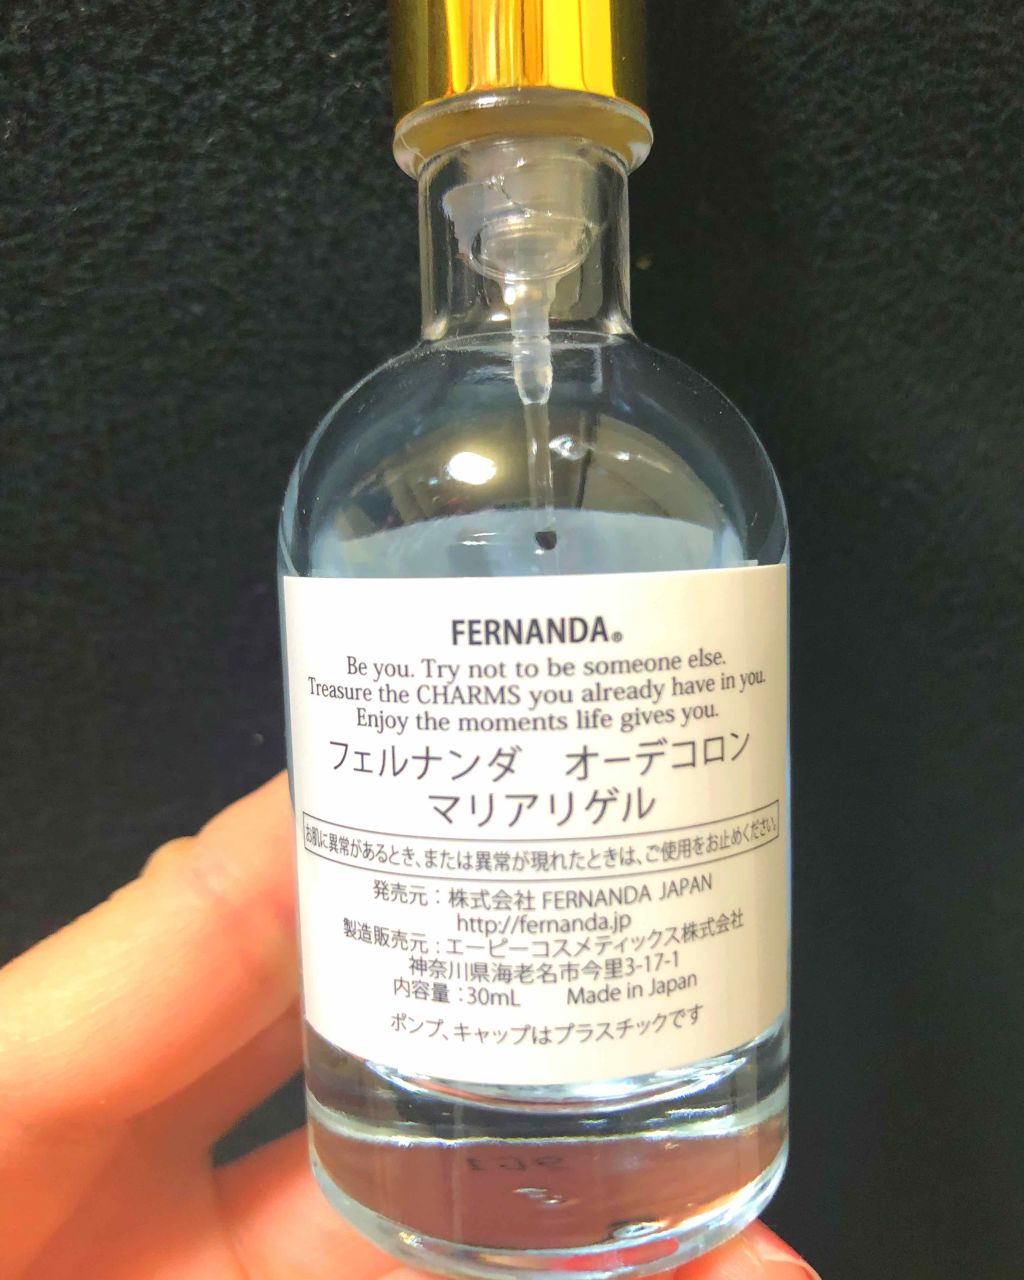 FERNANDA®
Be you. Try not to be someone else.
Treasure the CHARMS you already have in you.
Enjoy the moments life gives you.
フェルナンダ　オーデコロン
マリアリゲル
お肌に異常があるとき、または異常が現れたときは、ご使用をお止めください。
発売元：株式会社 FERNANDA JAPAN
http://fernanda.jp
製造販売元：エーピーコスメティックス株式会社
神奈川県海老名市今里3-17-1
内容量：30mL　Made in Japan
ポンプ、キャップはプラスチックです